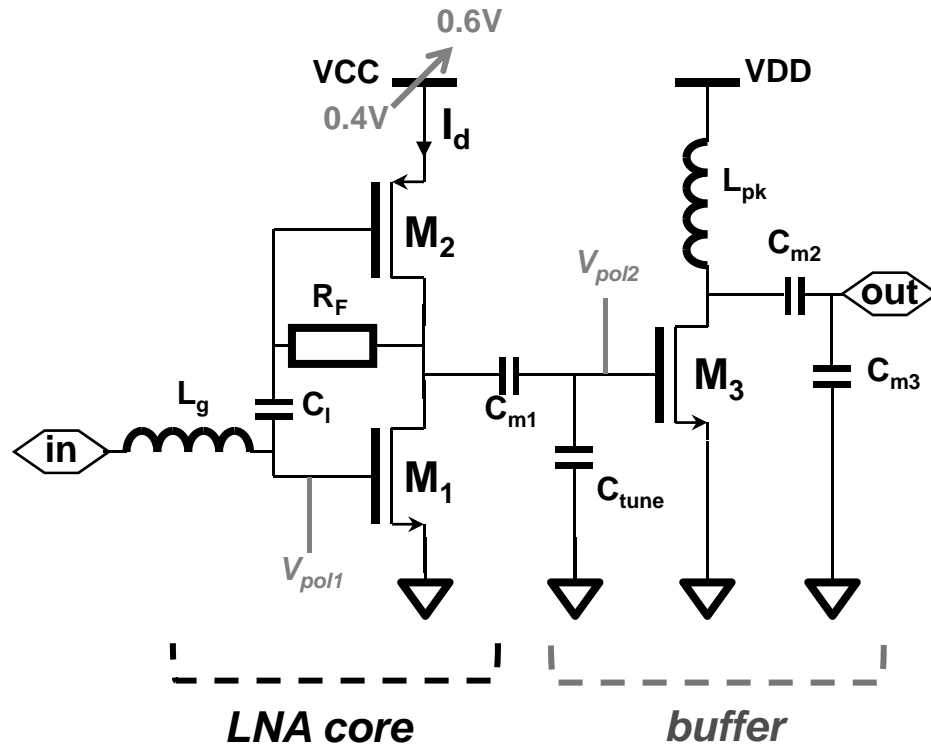 0.6V
VCC
VDD
0.4V
I_d
L_pk
M_2
C_m2
V_pol2
out
R_F
M_3
C_m3
L_g
C_I
C_m1
in
M_1
C_tune
V_pol1
LNA core
buffer